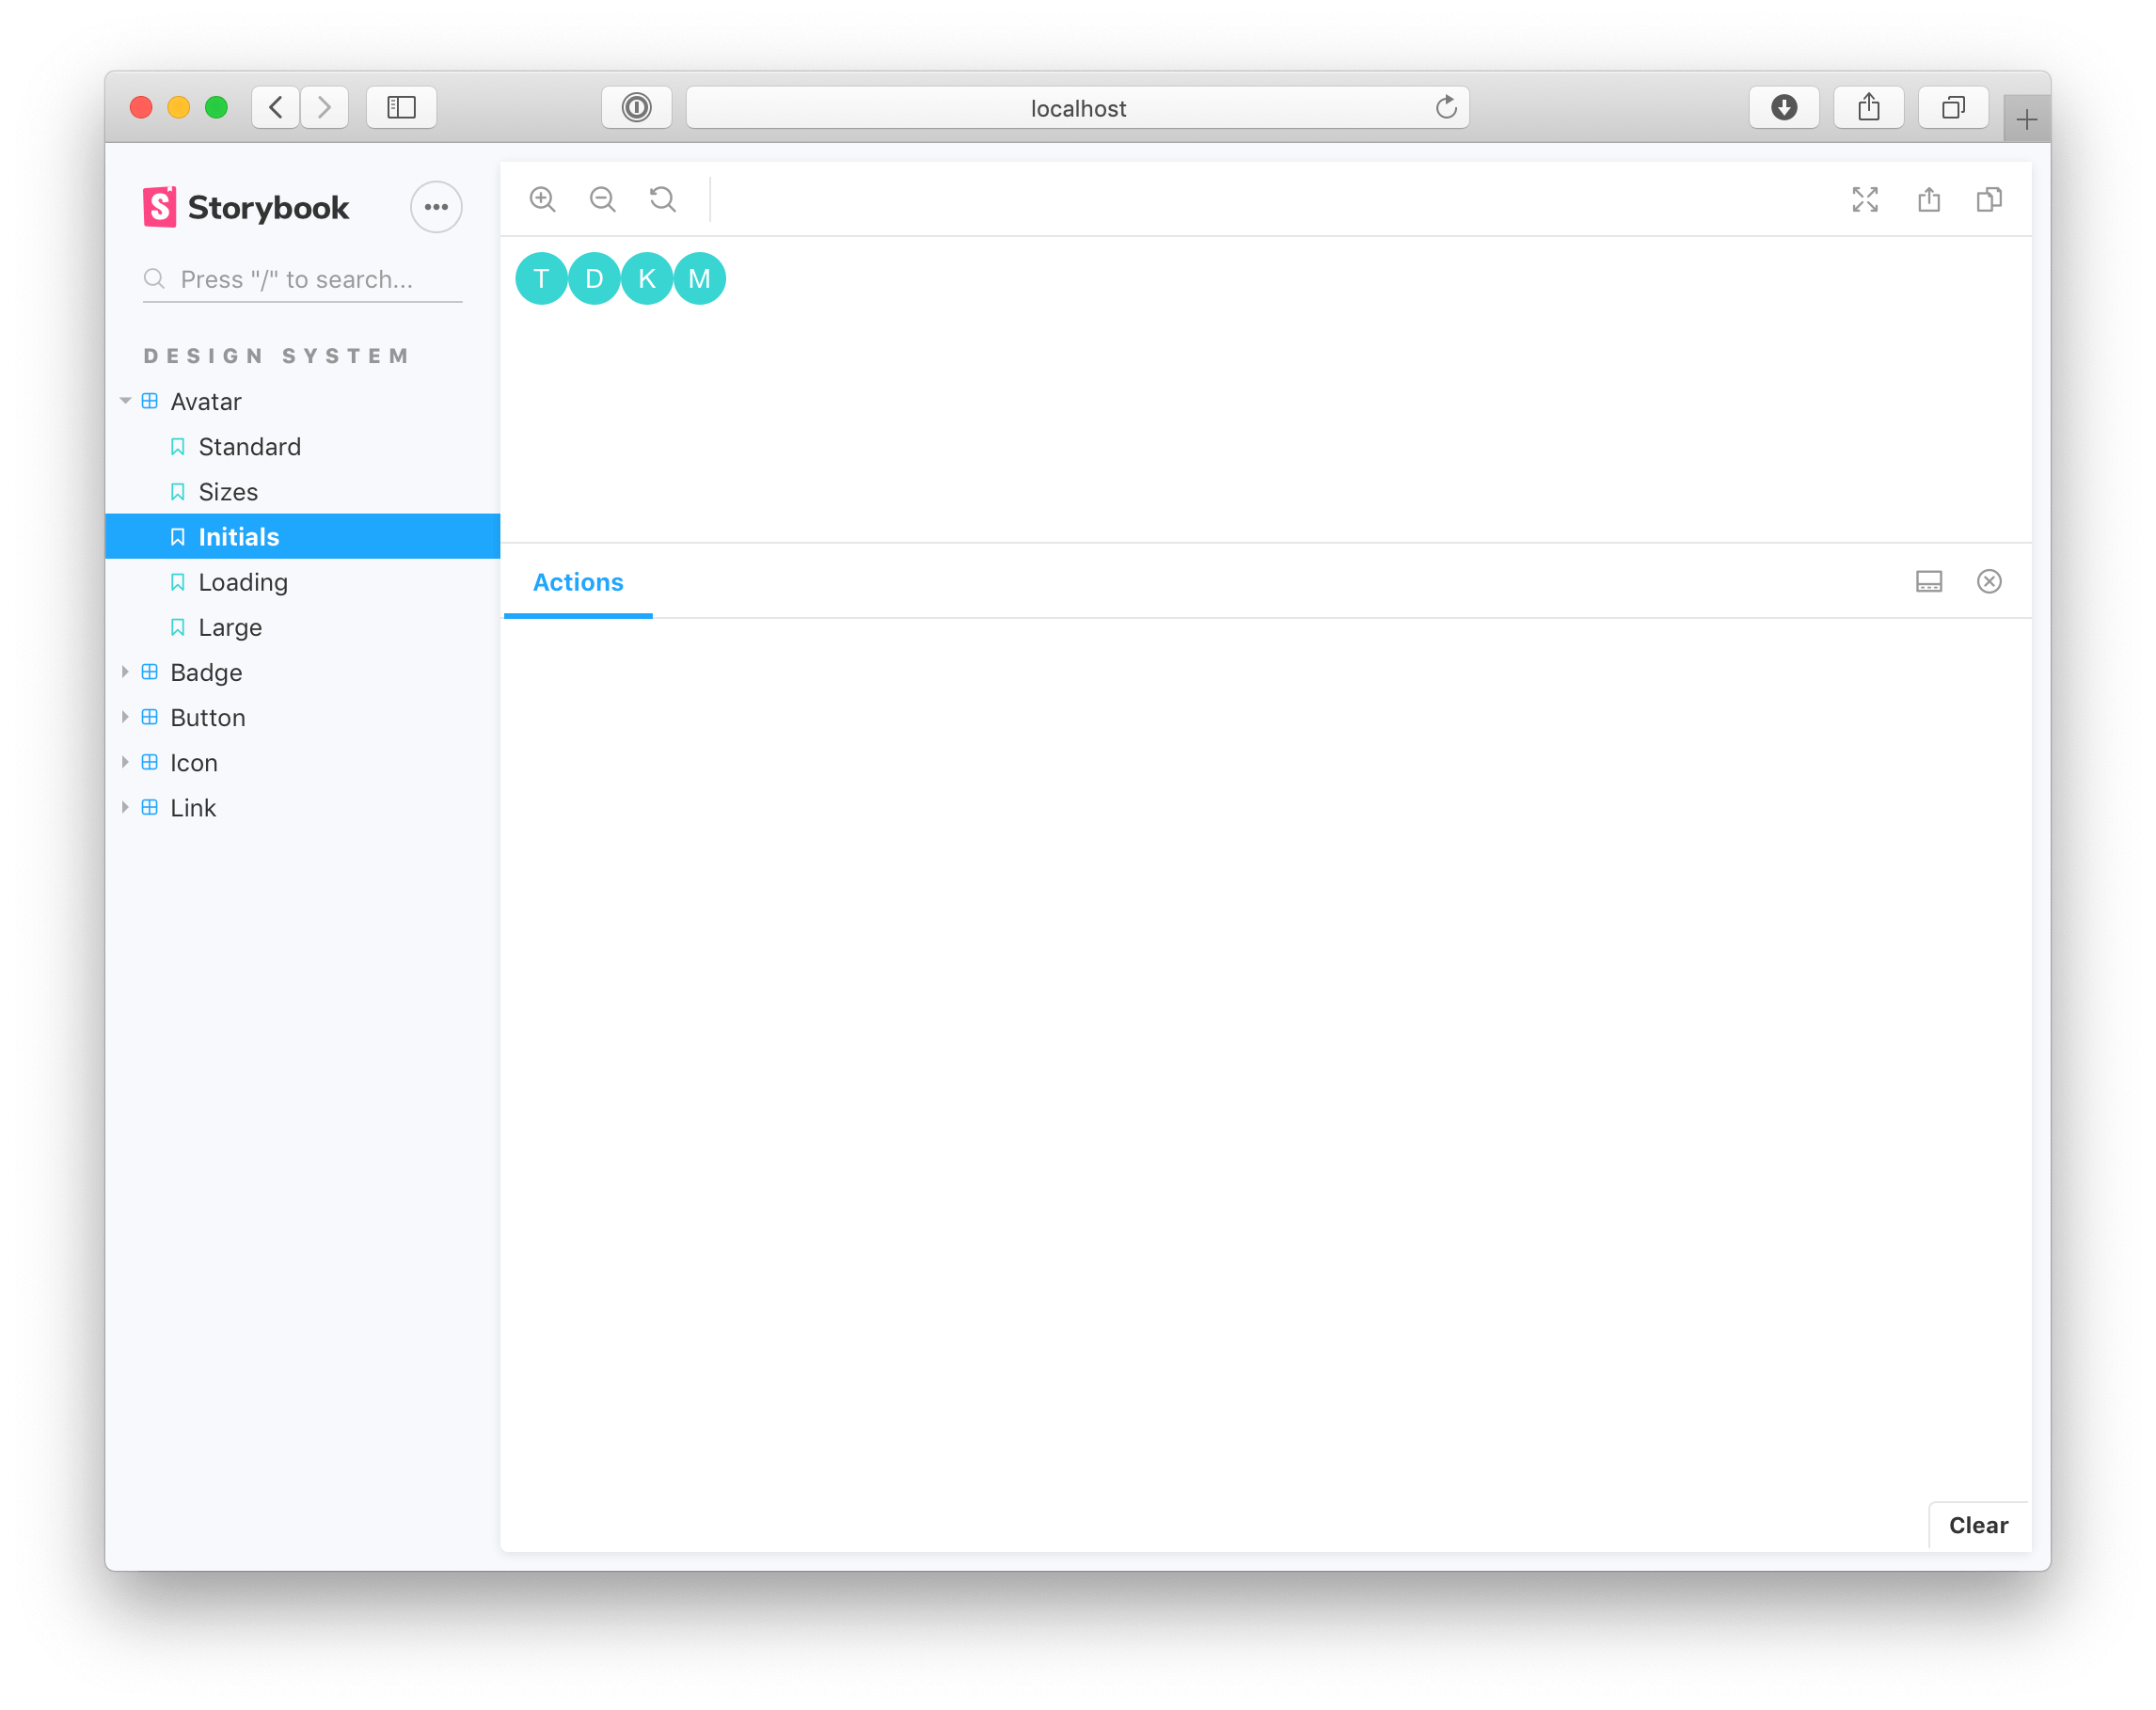 localhost
Storybook
Press "/" to search...
DESIGN SYSTEM
Avatar
Standard
Sizes
Initials
Loading
Large
Badge
Button
Icon
Link
T D K M
Actions
Clear